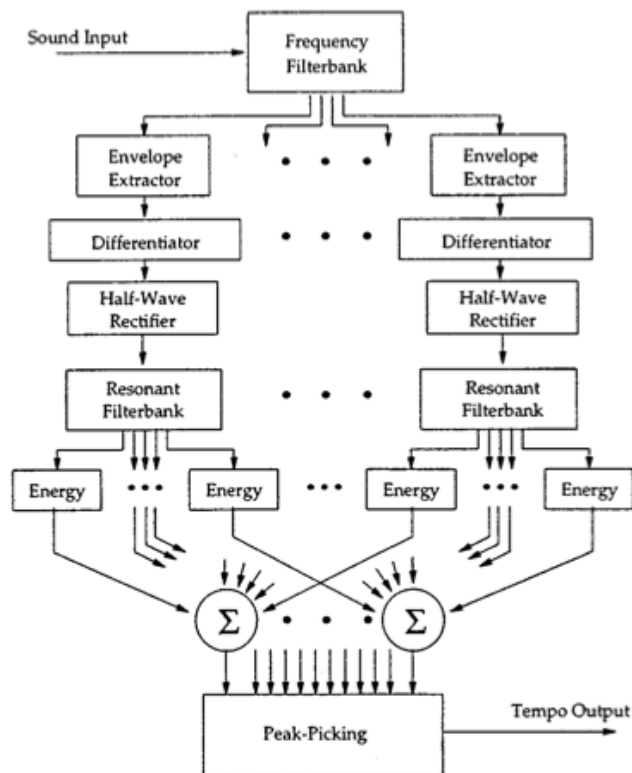 Sound Input
Frequency
Filterbank
Envelope
Extractor
Envelope
Extractor
Differentiator
Differentiator
Half-Wave
Rectifier
Half-Wave
Rectifier
Resonant
Filterbank
Resonant
Filterbank
Energy
Energy
Energy
Energy
Σ
Σ
Peak-Picking
Tempo Output